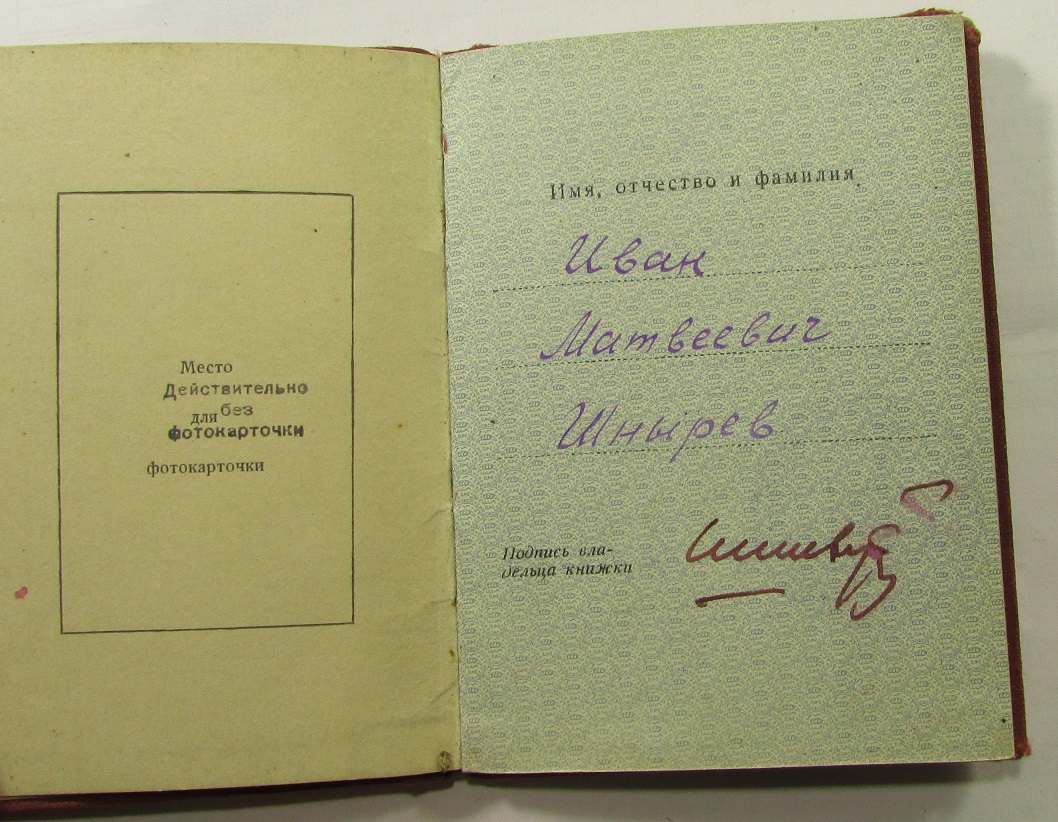 Место
Действительно
для без
фотокарточки
фотокарточки
Имя, отчество и фамилия
Иван
Матвеевич
Шнырев
Подпись вла-
дельца книжки